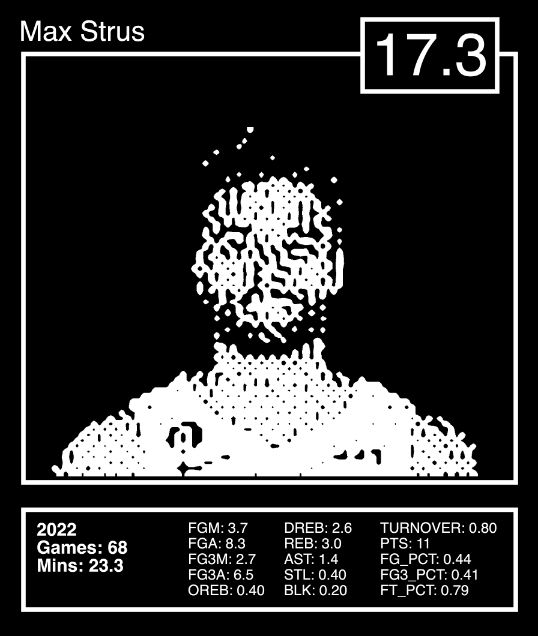 Max Strus
17.3
2022
Games: 68
Mins: 23.3
FGM: 3.7
FGA: 8.3
FG3M: 2.7
FG3A: 6.5
OREB: 0.40
DREB: 2.6
REB: 3.0
AST: 1.4
STL: 0.40
BLK: 0.20
TURNOVER: 0.80
PTS: 11
FG_PCT: 0.44
FG3_PCT: 0.41
FT_PCT: 0.79